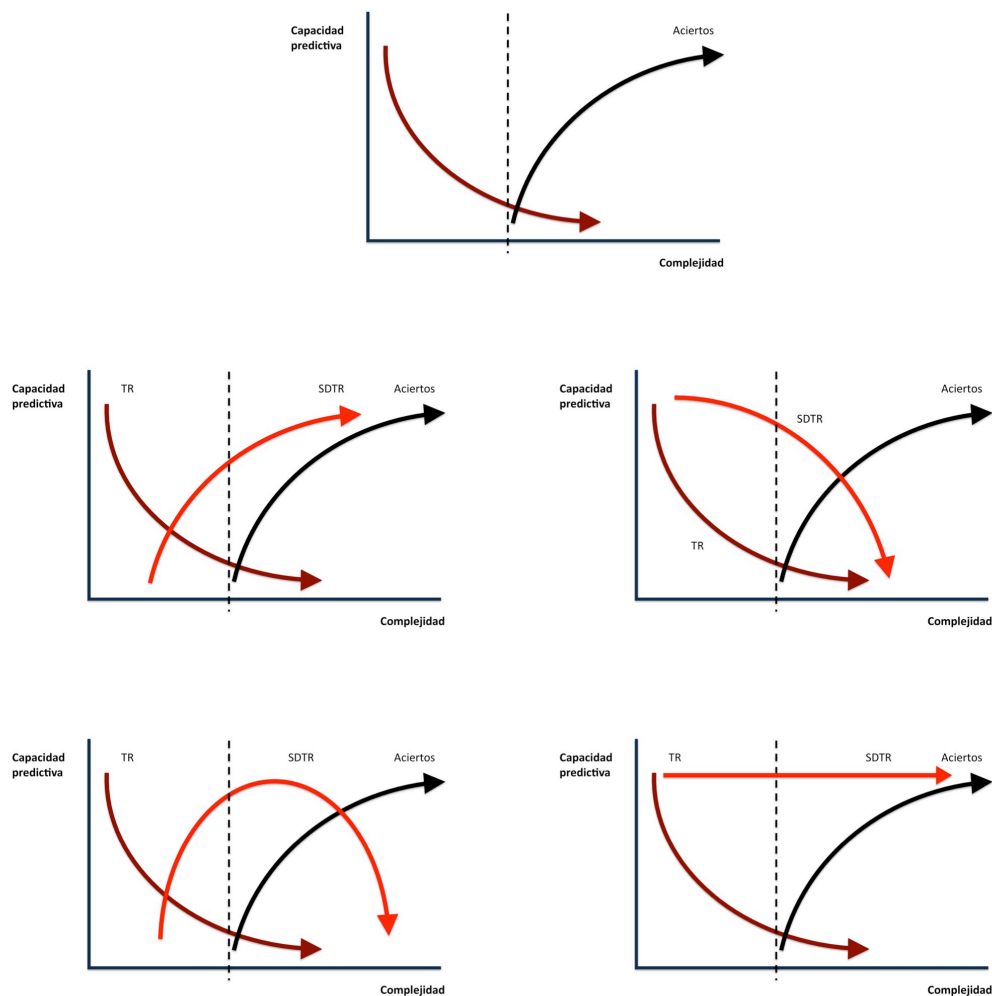 Capacidad
predictiva
Aciertos
Complejidad
Capacidad
predictiva
TR
SDTR
Aciertos
Complejidad
Capacidad
predictiva
SDTR
Aciertos
TR
Complejidad
Capacidad
predictiva
TR
SDTR
Aciertos
Complejidad
Capacidad
predictiva
TR
SDTR
Aciertos
Complejidad